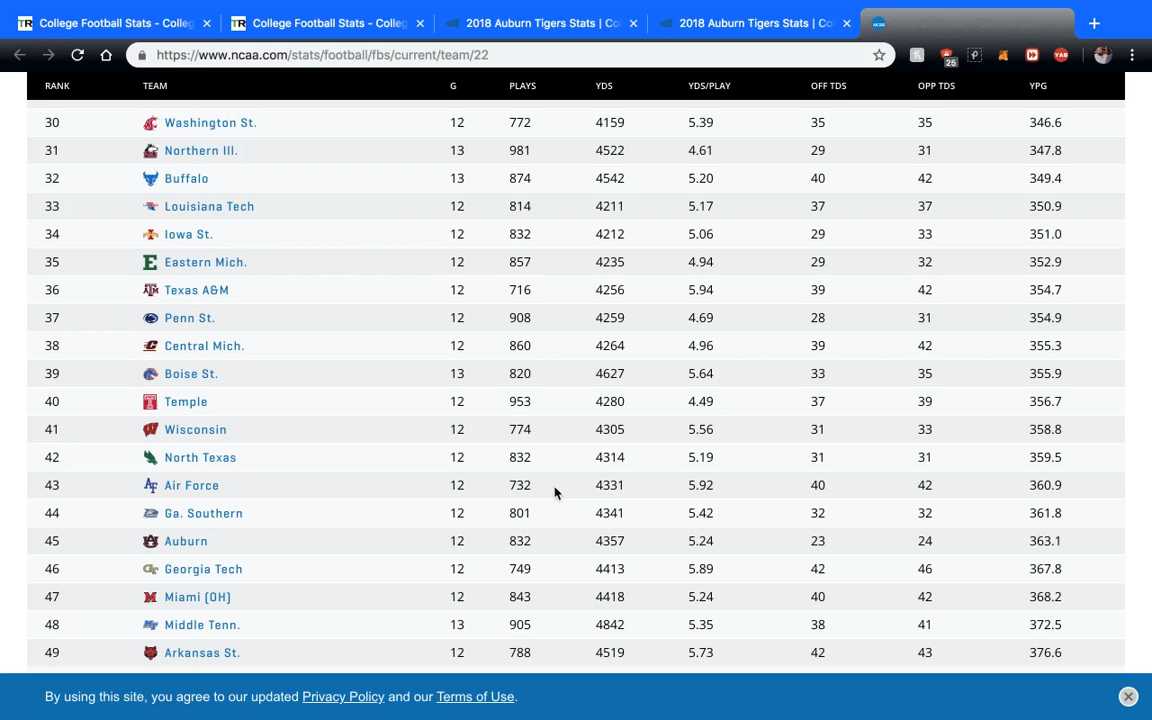 College Football Stats - Colleg
College Football Stats - Colleg
2018 Auburn Tigers Stats | Co
2018 Auburn Tigers Stats | Co
https://www.ncaa.com/stats/football/fbs/current/team/22
25
YAB
RANK TEAM G PLAYS YDS YDS/PLAY OFF TDS OPP TDS YPG
30 Washington St. 12 772 4159 5.39 35 35 346.6
31 Northern Ill. 13 981 4522 4.61 29 31 347.8
32 Buffalo 13 874 4542 5.20 40 42 349.4
33 Louisiana Tech 12 814 4211 5.17 37 37 350.9
34 Iowa St. 12 832 4212 5.06 29 33 351.0
35 Eastern Mich. 12 857 4235 4.94 29 32 352.9
36 Texas A&M 12 716 4256 5.94 39 42 354.7
37 Penn St. 12 908 4259 4.69 28 31 354.9
38 Central Mich. 12 860 4264 4.96 39 42 355.3
39 Boise St. 13 820 4627 5.64 33 35 355.9
40 Temple 12 953 4280 4.49 37 39 356.7
41 Wisconsin 12 774 4305 5.56 31 33 358.8
42 North Texas 12 832 4314 5.19 31 31 359.5
43 Air Force 12 732 4331 5.92 40 42 360.9
44 Ga. Southern 12 801 4341 5.42 32 32 361.8
45 Auburn 12 832 4357 5.24 23 24 363.1
46 Georgia Tech 12 749 4413 5.89 42 46 367.8
47 Miami (OH) 12 843 4418 5.24 40 42 368.2
48 Middle Tenn. 13 905 4842 5.35 38 41 372.5
49 Arkansas St. 12 788 4519 5.73 42 43 376.6
By using this site, you agree to our updated Privacy Policy and our Terms of Use.